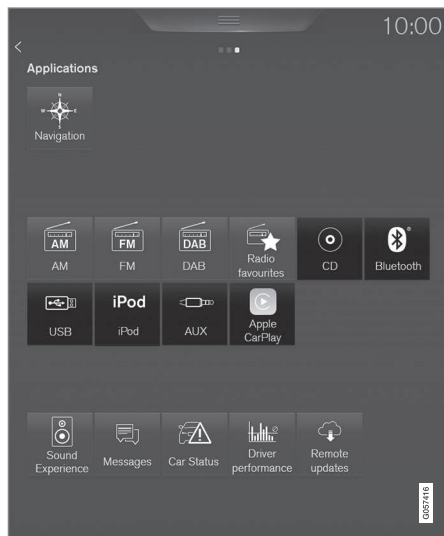 10:00
Applications
N
W E
S
Navigation
AM FM DAB
AM FM DAB Radio favourites CD Bluetooth
iPod
USB iPod AUX Apple CarPlay
Sound Experience Messages Car Status Driver performance Remote updates
G057416